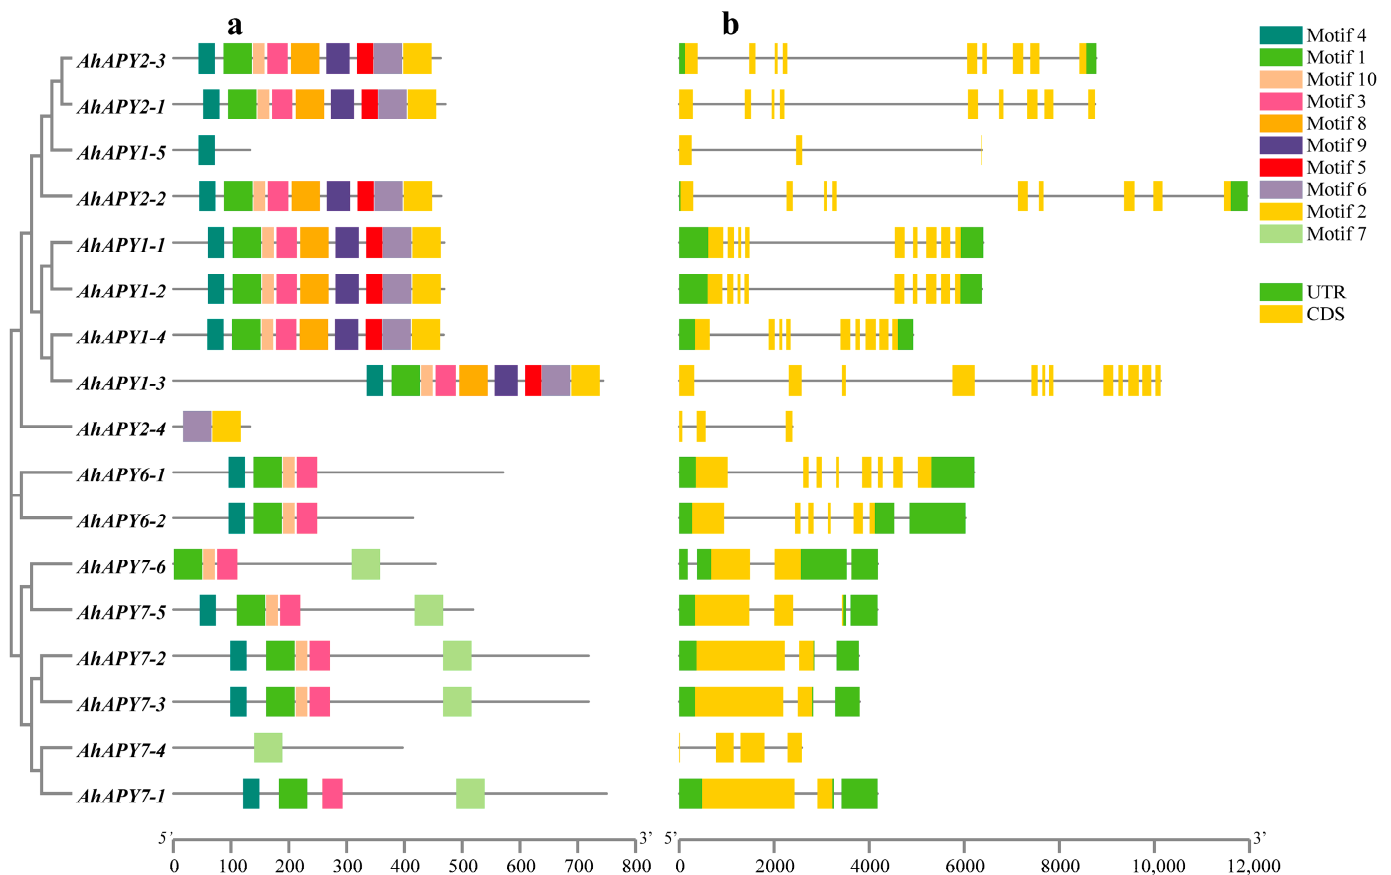 a
b
AhAPY2-3
AhAPY2-1
AhAPY1-5
AhAPY2-2
AhAPY1-1
AhAPY1-2
AhAPY1-4
AhAPY1-3
AhAPY2-4
AhAPY6-1
AhAPY6-2
AhAPY7-6
AhAPY7-5
AhAPY7-2
AhAPY7-3
AhAPY7-4
AhAPY7-1
5’ 3’
0 100 200 300 400 500 600 700 800
5’ 3’
0 2000 4000 6000 8000 10,000 12,000
Motif 4
Motif 1
Motif 10
Motif 3
Motif 8
Motif 9
Motif 5
Motif 6
Motif 2
Motif 7
UTR
CDS